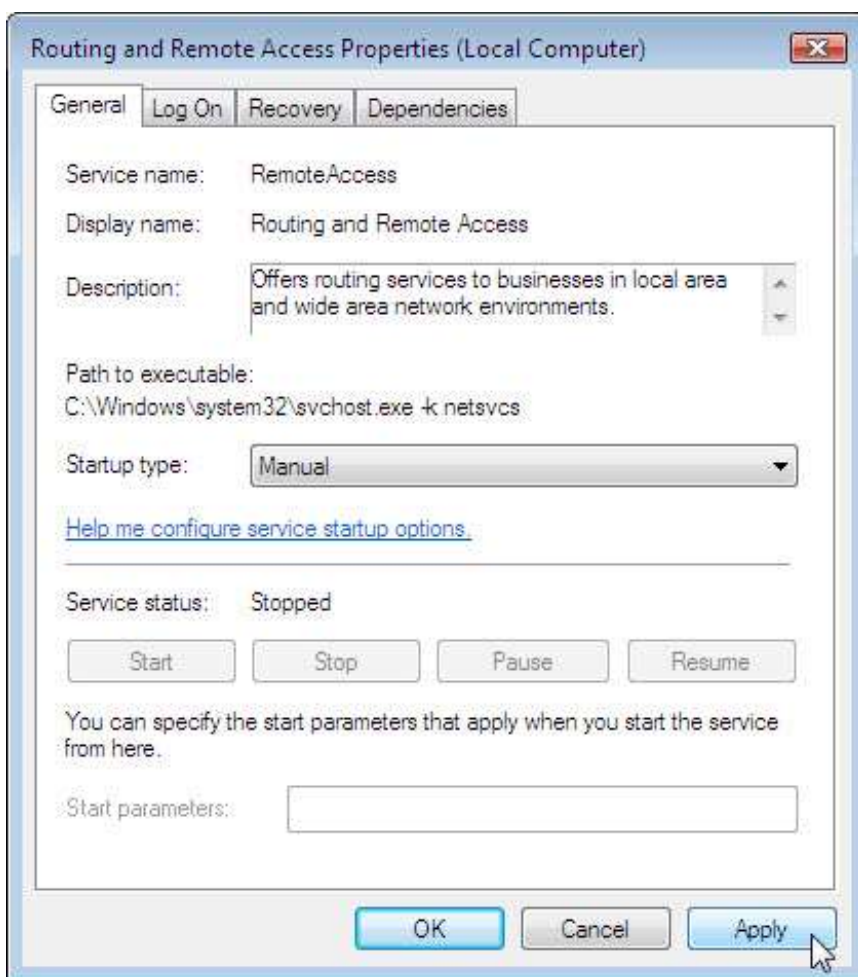 Routing and Remote Access Properties (Local Computer)
General Log On Recovery Dependencies
Service name: RemoteAccess
Display name: Routing and Remote Access
Description: Offers routing services to businesses in local area
and wide area network environments.
Path to executable:
C:\Windows\system32\svchost.exe -k netsvcs
Startup type: Manual
Help me configure service startup options.
Service status: Stopped
Start Stop Pause Resume
You can specify the start parameters that apply when you start the service
from here.
Start parameters:
OK Cancel Apply